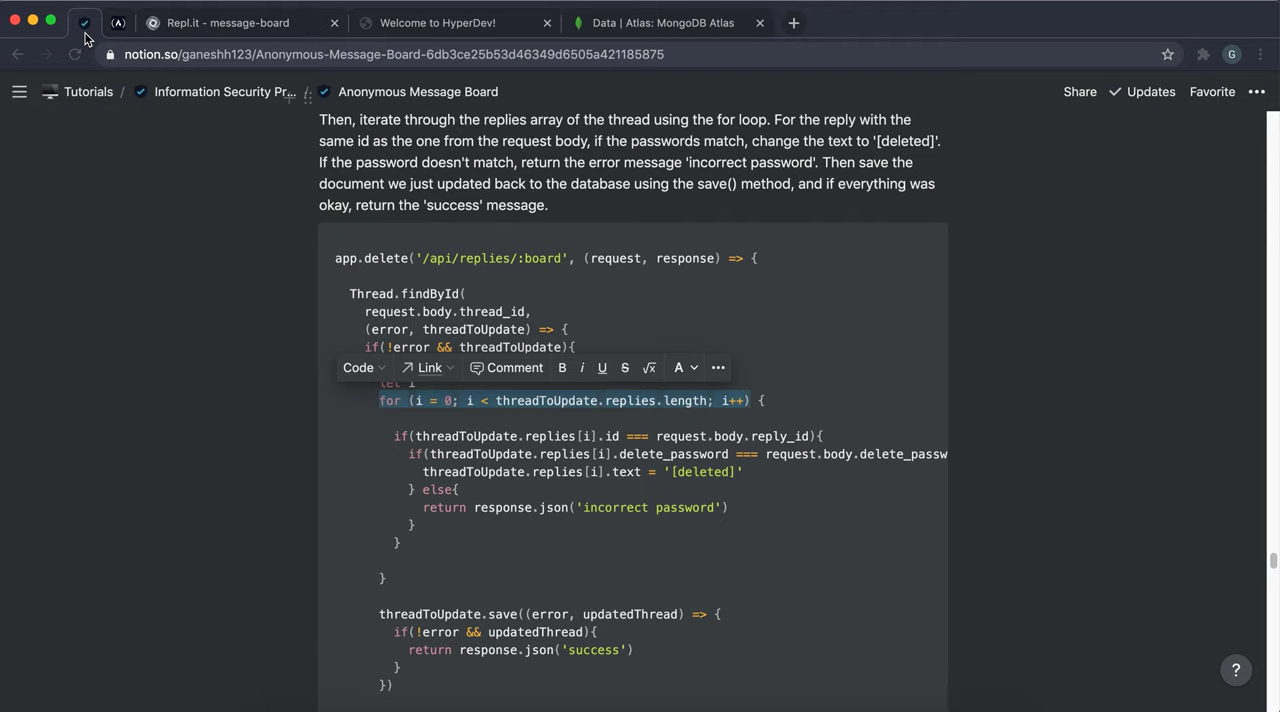 Repl.it - message-board
Welcome to HyperDev!
Data | Atlas: MongoDB Atlas
notion.so/ganeshh123/Anonymous-Message-Board-6db3ce25b53d46349d6505a421185875
G
Tutorials / Information Security Pr... / Anonymous Message Board
Share Updates Favorite
Then, iterate through the replies array of the thread using the for loop. For the reply with the
same id as the one from the request body, if the passwords match, change the text to '[deleted]'.
If the password doesn't match, return the error message 'incorrect password'. Then save the
document we just updated back to the database using the save() method, and if everything was
okay, return the 'success' message.
app.delete('/api/replies/:board', (request, response) => {
Thread.findById(
request.body.thread_id,
(error, threadToUpdate) => {
if(!error && threadToUpdate){
Code Link Comment B i U S √x A •••
let i
for (i = 0; i < threadToUpdate.replies.length; i++) {
if(threadToUpdate.replies[i].id === request.body.reply_id){
if(threadToUpdate.replies[i].delete_password === request.body.delete_passw
threadToUpdate.replies[i].text = '[deleted]'
} else{
return response.json('incorrect password')
}
}
}
threadToUpdate.save((error, updatedThread) => {
if(!error && updatedThread){
return response.json('success')
}
})
?